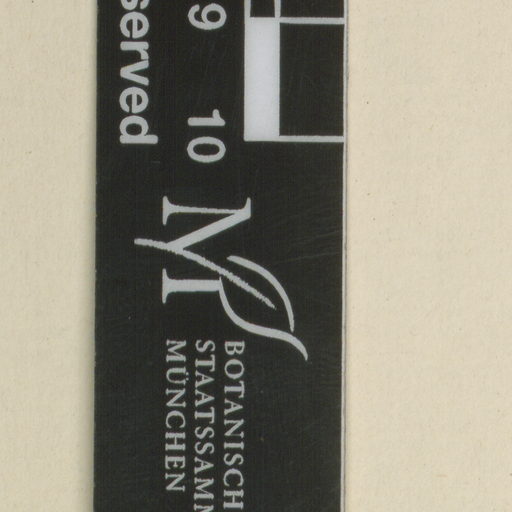 served
9 10
M
BOTANISCH
STAATSSAMM
MÜNCHEN